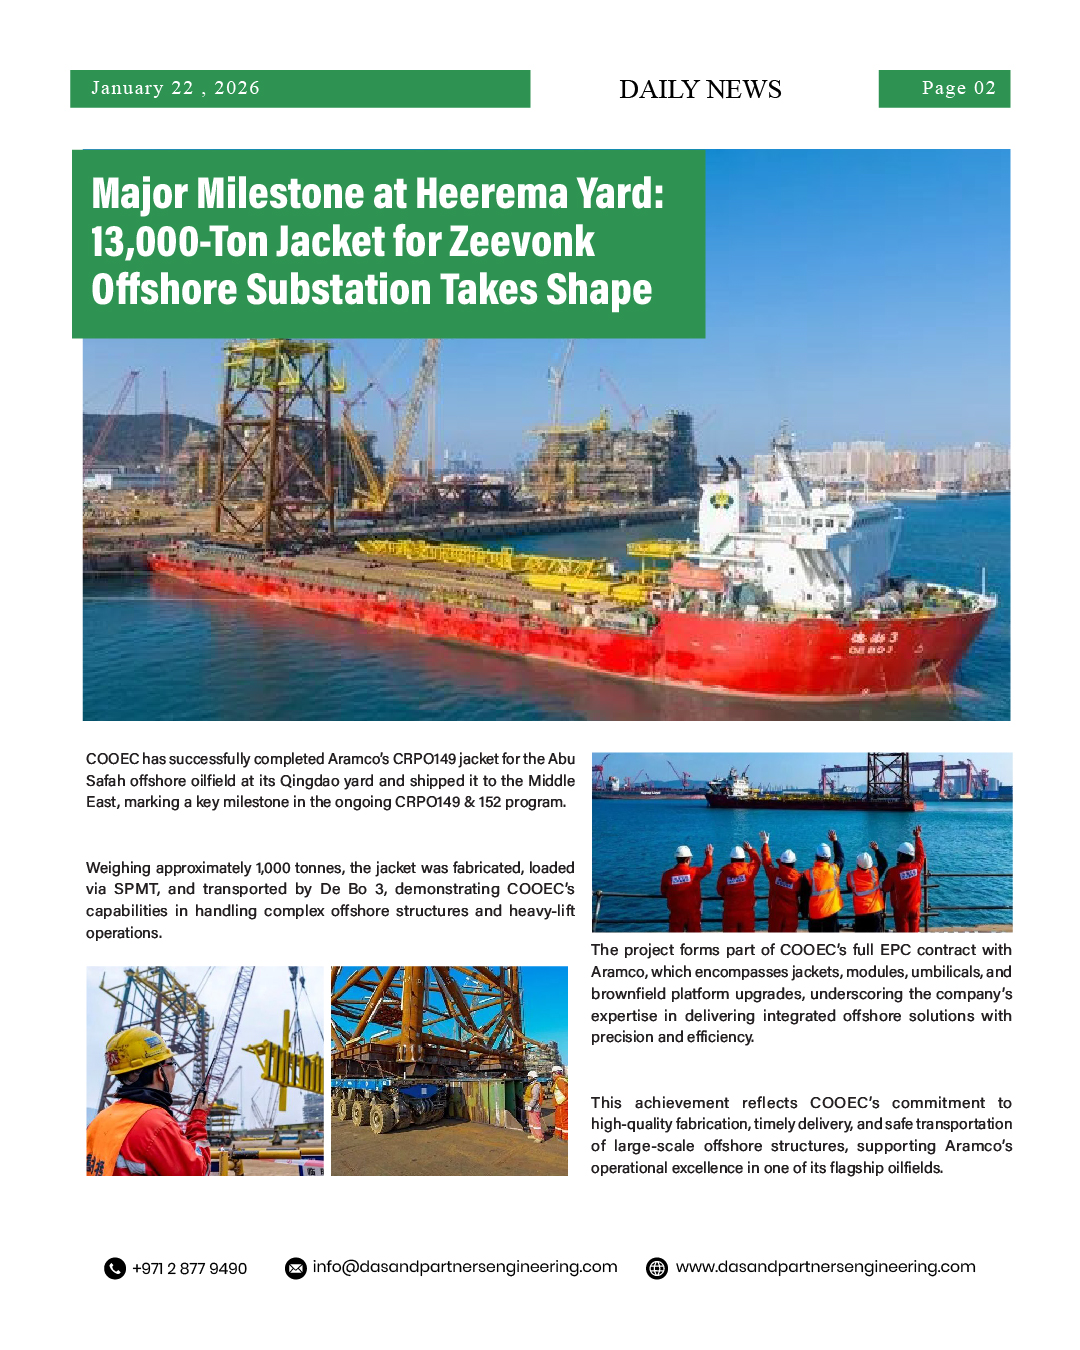 January 22 , 2026
DAILY NEWS
Page 02
Major Milestone at Heerema Yard:
13,000-Ton Jacket for Zeevonk
Offshore Substation Takes Shape
德渤 3
DE BO 3
COOEC has successfully completed Aramco's CRPO149 jacket for the Abu
Safah offshore oilfield at its Qingdao yard and shipped it to the Middle
East, marking a key milestone in the ongoing CRPO149 & 152 program.
Weighing approximately 1,000 tonnes, the jacket was fabricated, loaded
via SPMT, and transported by De Bo 3, demonstrating COOEC's
capabilities in handling complex offshore structures and heavy-lift
operations.
The project forms part of COOEC's full EPC contract with
Aramco, which encompasses jackets, modules, umbilicals, and
brownfield platform upgrades, underscoring the company's
expertise in delivering integrated offshore solutions with
precision and efficiency.
This achievement reflects COOEC's commitment to
high-quality fabrication, timely delivery, and safe transportation
of large-scale offshore structures, supporting Aramco's
operational excellence in one of its flagship oilfields.
+971 2 877 9490
info@dasandpartnersengineering.com
www.dasandpartnersengineering.com